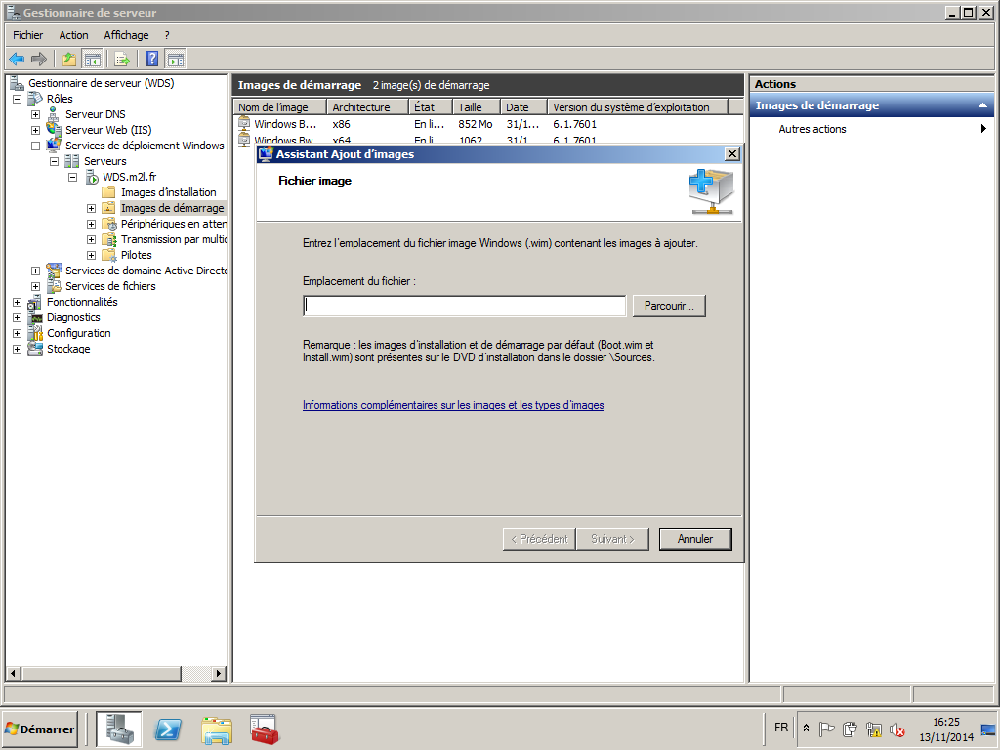 Gestionnaire de serveur
Fichier Action Affichage ?
Gestionnaire de serveur (WDS)
Rôles
Serveur DNS
Serveur Web (IIS)
Services de déploiement Windows
Serveurs
WDS.m2l.fr
Images d'installation
Images de démarrage
Périphériques en atten
Transmission par multic
Pilotes
Services de domaine Active Directo
Services de fichiers
Fonctionnalités
Diagnostics
Configuration
Stockage
Images de démarrage 2 image(s) de démarrage
Nom de l'image Architecture État Taille Date Version du système d'exploitation
Windows B... x86 En li... 852 Mo 31/1... 6.1.7601
Windows Bw x64 En li 1062 31/1 6.1.7601
Assistant Ajout d'images
Fichier image
Entrez l'emplacement du fichier image Windows (.wim) contenant les images à ajouter.
Emplacement du fichier :
Parcourir...
Remarque : les images d'installation et de démarrage par défaut (Boot.wim et
Install.wim) sont présentes sur le DVD d'installation dans le dossier \Sources.
Informations complémentaires sur les images et les types d'images
< Précédent Suivant > Annuler
Actions
Images de démarrage
Autres actions
Démarrer
FR
16:25
13/11/2014